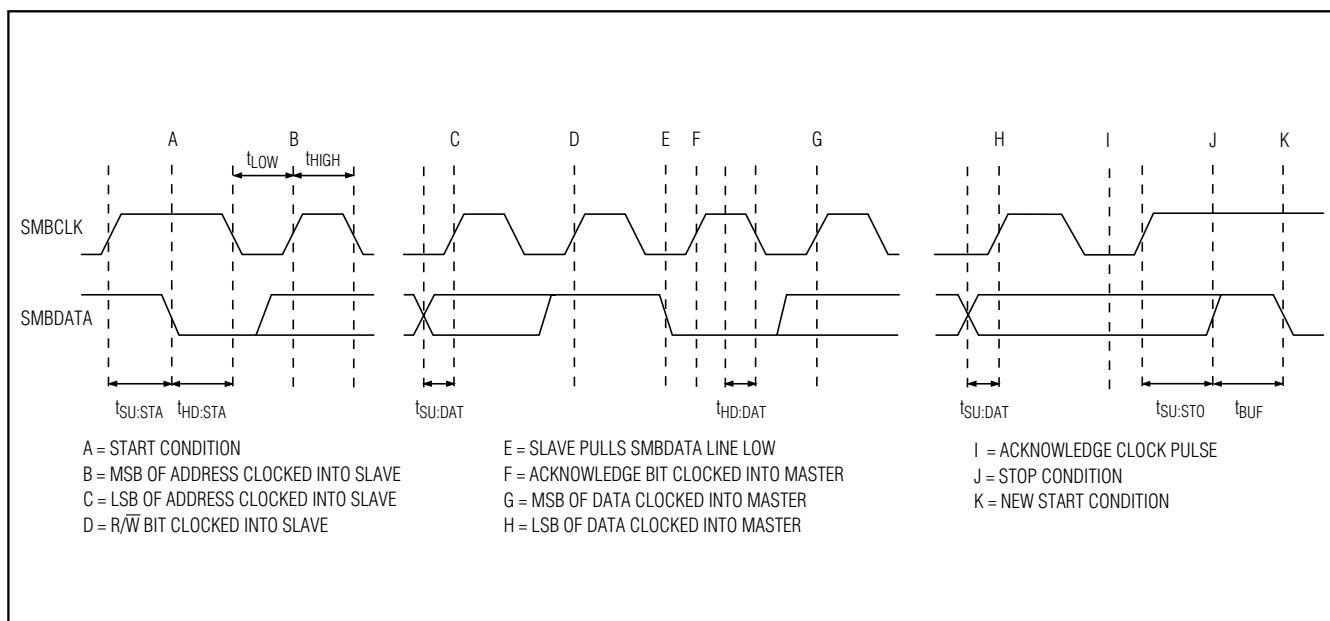 A B C D E F G H I J K
tLOW tHIGH
SMBCLK
SMBDATA
tSU:STA tHD:STA tSU:DAT tHD:DAT tSU:DAT tSU:STO tBUF
A = START CONDITION
B = MSB OF ADDRESS CLOCKED INTO SLAVE
C = LSB OF ADDRESS CLOCKED INTO SLAVE
D = R/W̅ BIT CLOCKED INTO SLAVE
E = SLAVE PULLS SMBDATA LINE LOW
F = ACKNOWLEDGE BIT CLOCKED INTO MASTER
G = MSB OF DATA CLOCKED INTO MASTER
H = LSB OF DATA CLOCKED INTO MASTER
I = ACKNOWLEDGE CLOCK PULSE
J = STOP CONDITION
K = NEW START CONDITION